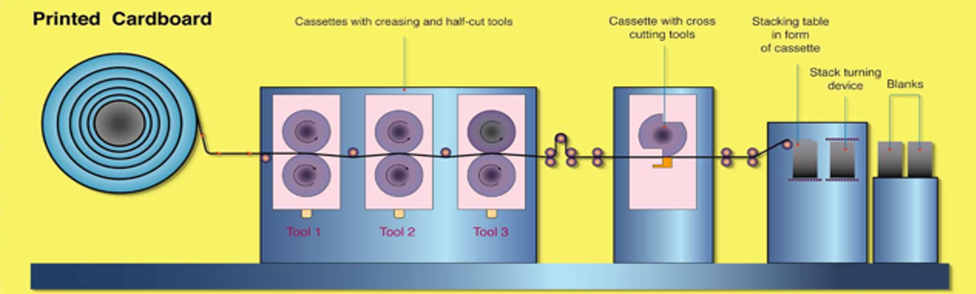 Printed Cardboard
Cassettes with creasing and half-cut tools
Cassette with cross
cutting tools
Stacking table
in form
of cassette
Stack turning
device
Blanks
Tool 1
Tool 2
Tool 3